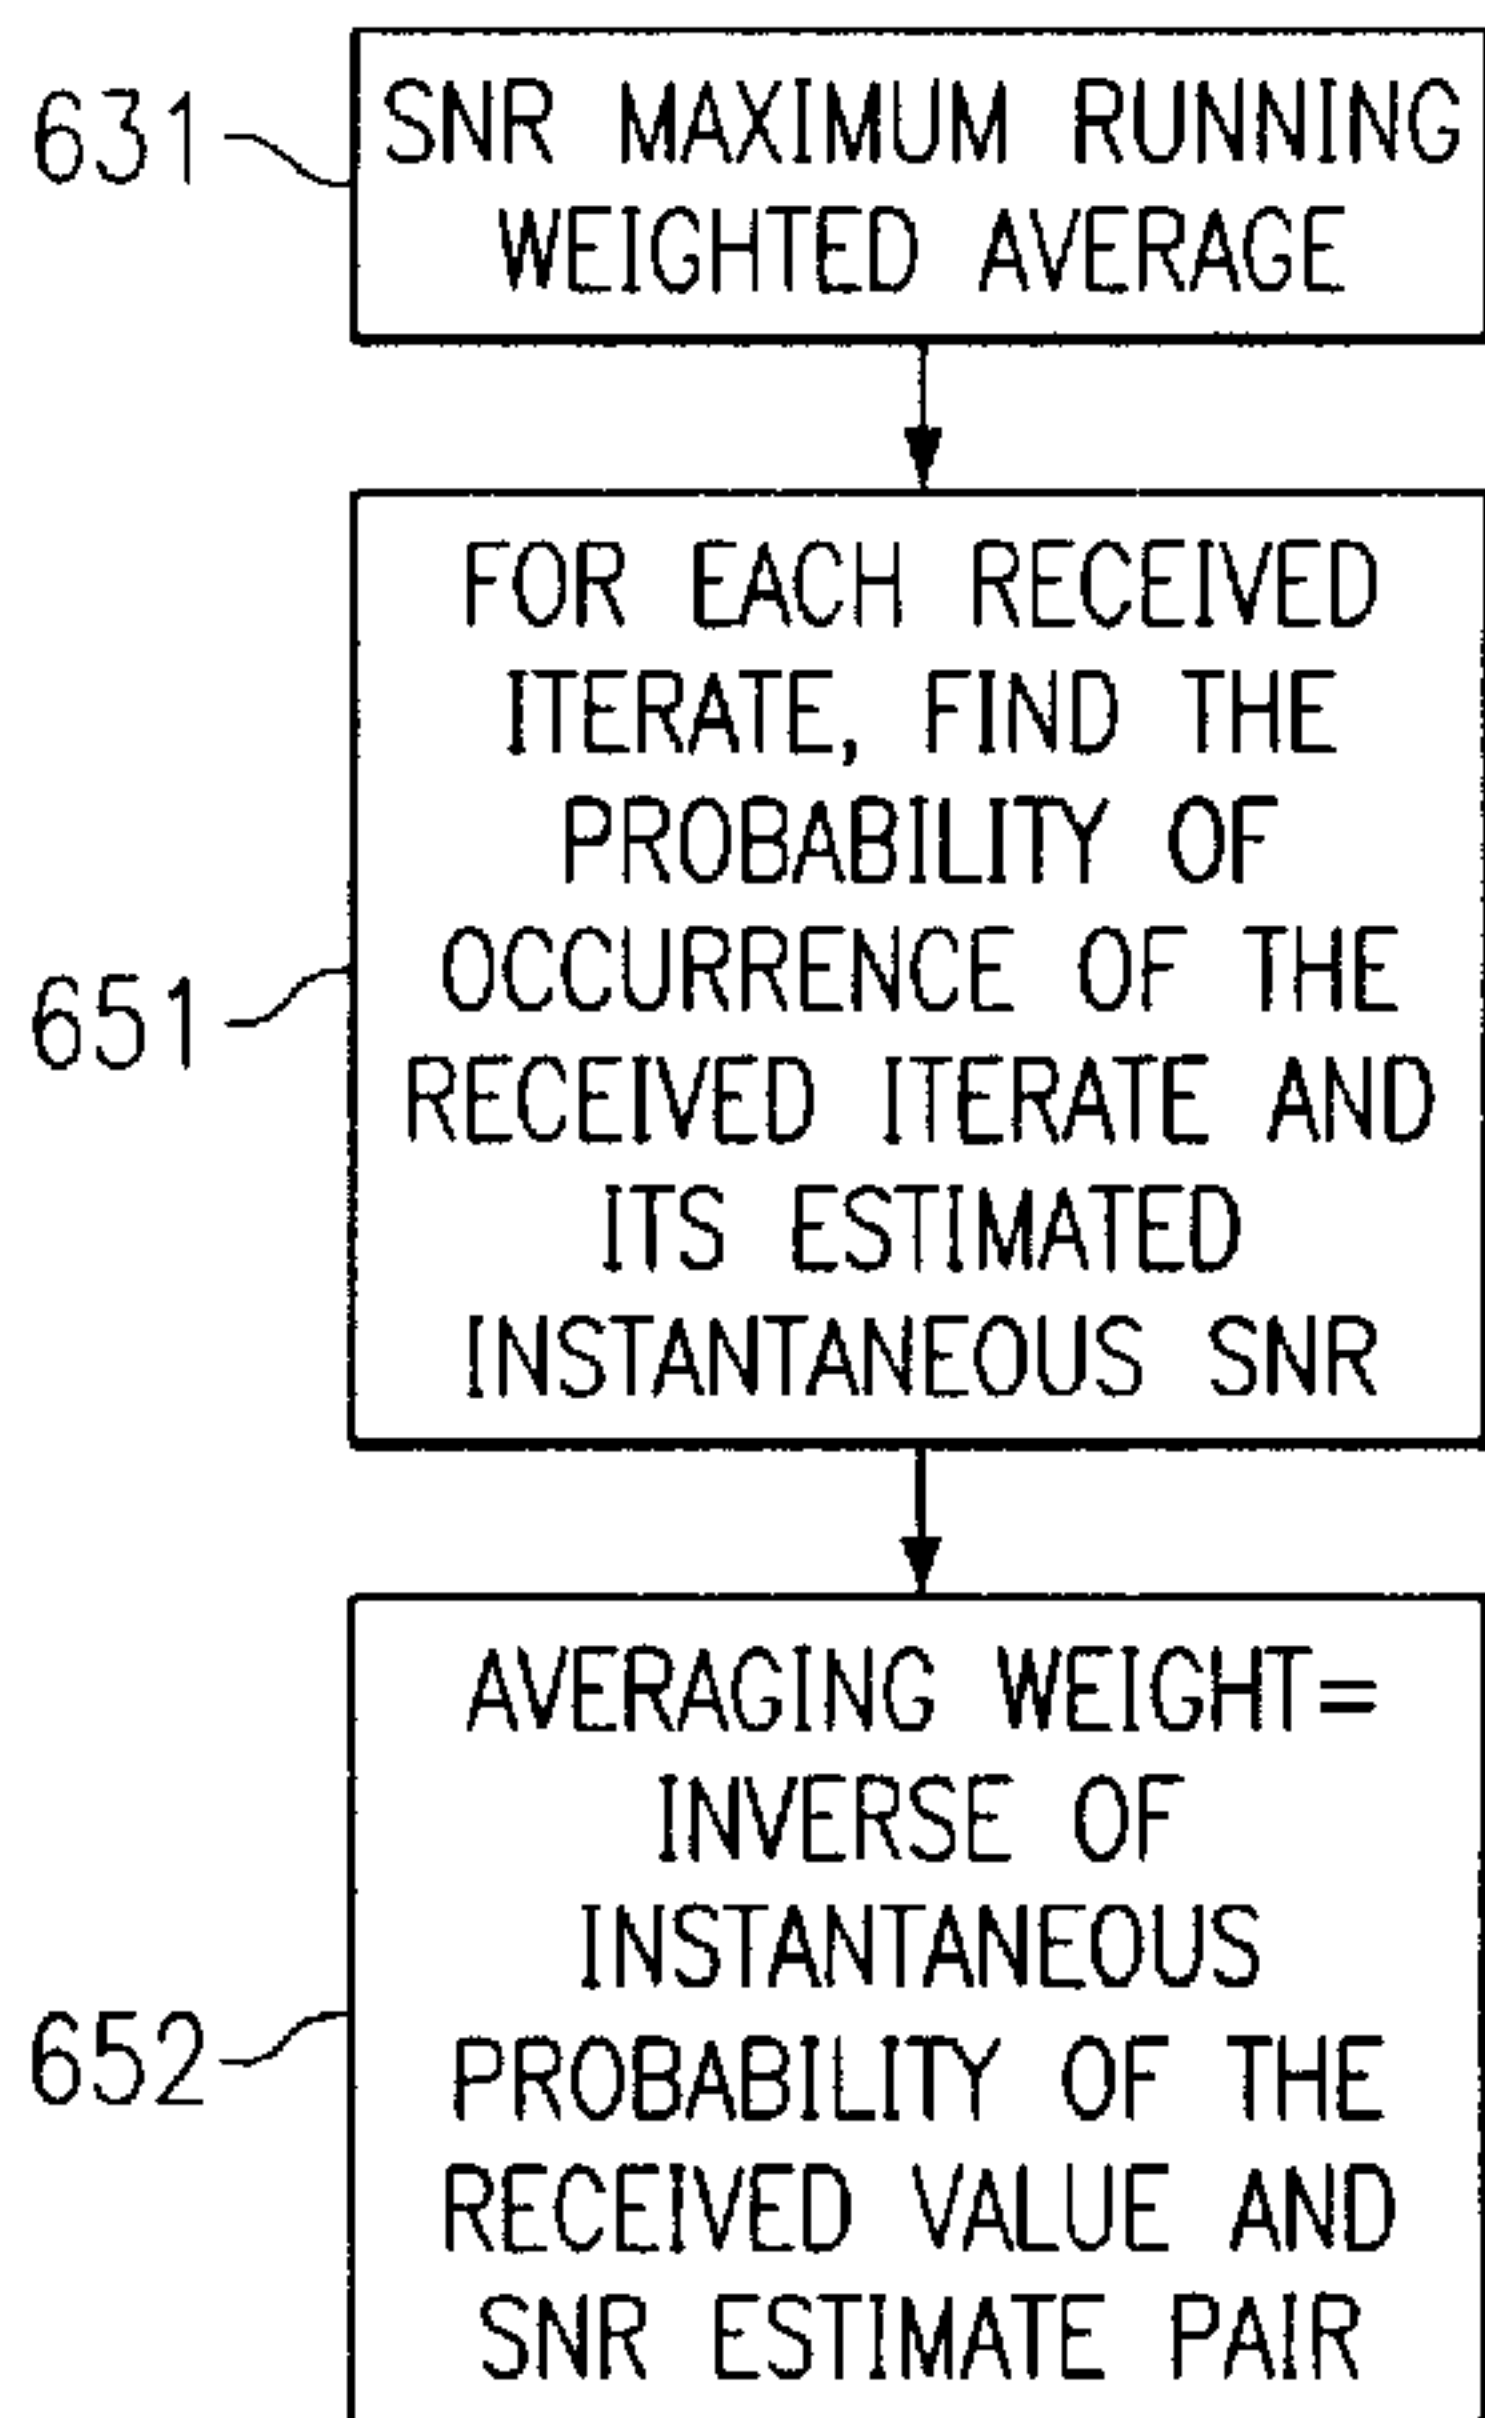 631
SNR MAXIMUM RUNNING
WEIGHTED AVERAGE
651
FOR EACH RECEIVED
ITERATE, FIND THE
PROBABILITY OF
OCCURRENCE OF THE
RECEIVED ITERATE AND
ITS ESTIMATED
INSTANTANEOUS SNR
652
AVERAGING WEIGHT=
INVERSE OF
INSTANTANEOUS
PROBABILITY OF THE
RECEIVED VALUE AND
SNR ESTIMATE PAIR